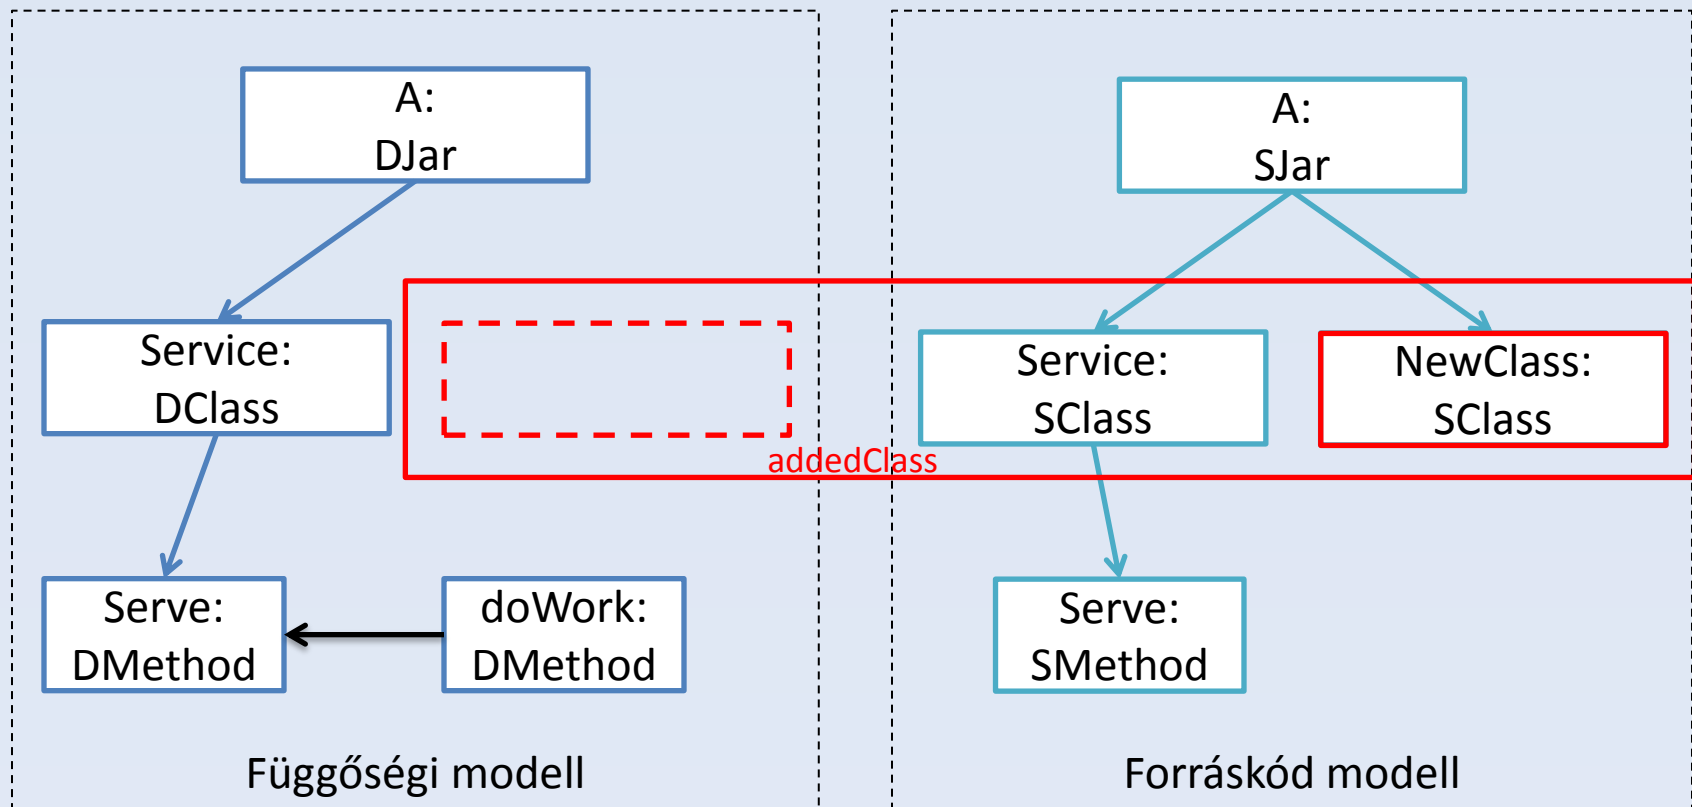 A:
DJar
Service:
DClass
Serve:
DMethod
doWork:
DMethod
Függőségi modell
addedClass
A:
SJar
Service:
SClass
NewClass:
SClass
Serve:
SMethod
Forráskód modell